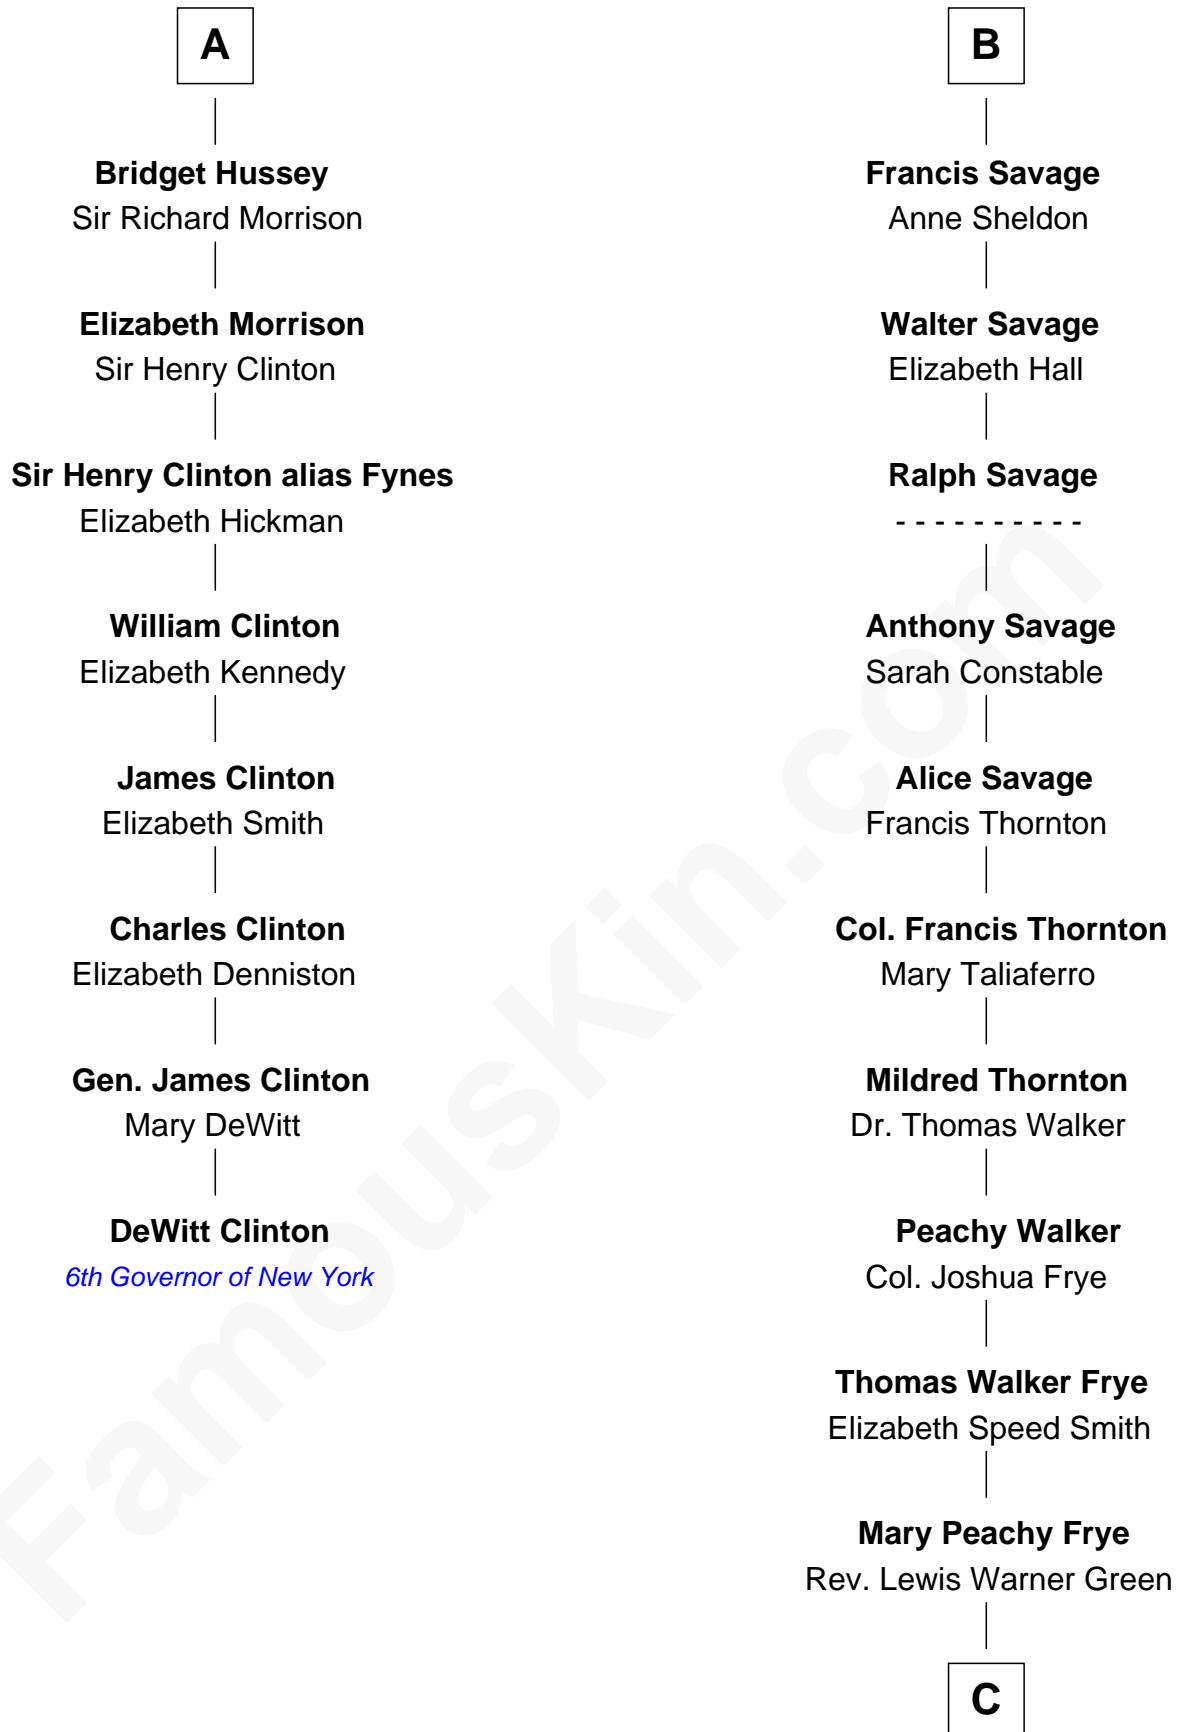 A
Bridget Hussey
Sir Richard Morrison
Elizabeth Morrison
Sir Henry Clinton
Sir Henry Clinton alias Fynes
Elizabeth Hickman
William Clinton
Elizabeth Kennedy
James Clinton
Elizabeth Smith
Charles Clinton
Elizabeth Denniston
Gen. James Clinton
Mary DeWitt
DeWitt Clinton
6th Governor of New York
B
Francis Savage
Anne Sheldon
Walter Savage
Elizabeth Hall
Ralph Savage
- - - - - - - - - -
Anthony Savage
Sarah Constable
Alice Savage
Francis Thornton
Col. Francis Thornton
Mary Taliaferro
Mildred Thornton
Dr. Thomas Walker
Peachy Walker
Col. Joshua Frye
Thomas Walker Frye
Elizabeth Speed Smith
Mary Peachy Frye
Rev. Lewis Warner Green
C
FamousKin.com